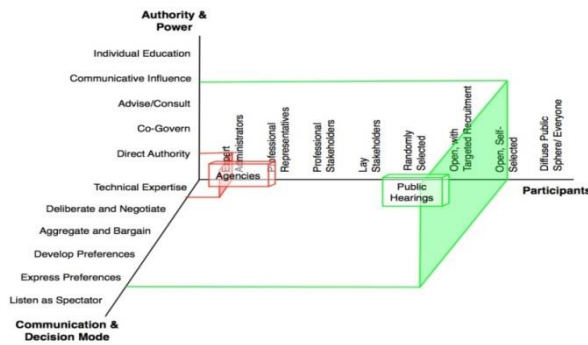 Authority &
Power
Individual Education
Communicative Influence
Advise/Consult
Co-Govern
Direct Authority
Expert
Administrators
Professional
Representatives
Professional
Stakeholders
Lay
Stakeholders
Randomly
Selected
Open, with
Targeted Recruitment
Open, Self-
Selected
Diffuse Public
Sphere/ Everyone
Agencies
Public
Hearings
Participants
Technical Expertise
Deliberate and Negotiate
Aggregate and Bargain
Develop Preferences
Express Preferences
Listen as Spectator
Communication &
Decision Mode